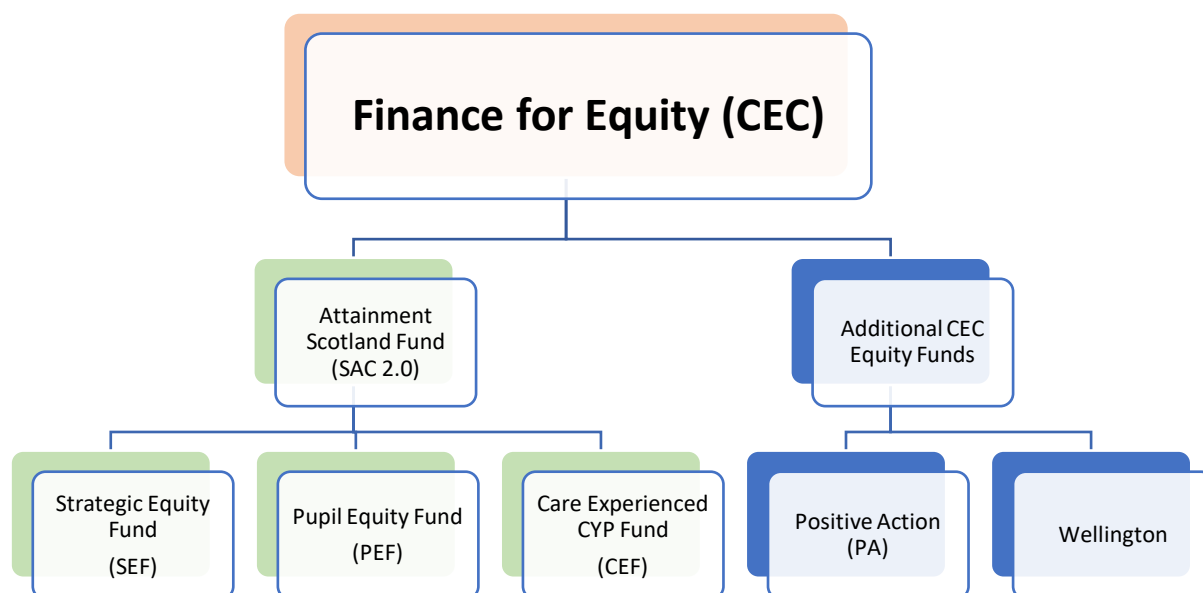 Finance for Equity (CEC)
Attainment
Scotland Fund
(SAC 2.0)
Additional CEC
Equity Funds
Strategic Equity
Fund
(SEF)
Pupil Equity Fund
(PEF)
Care Experienced
CYP Fund
(CEF)
Positive Action
(PA)
Wellington